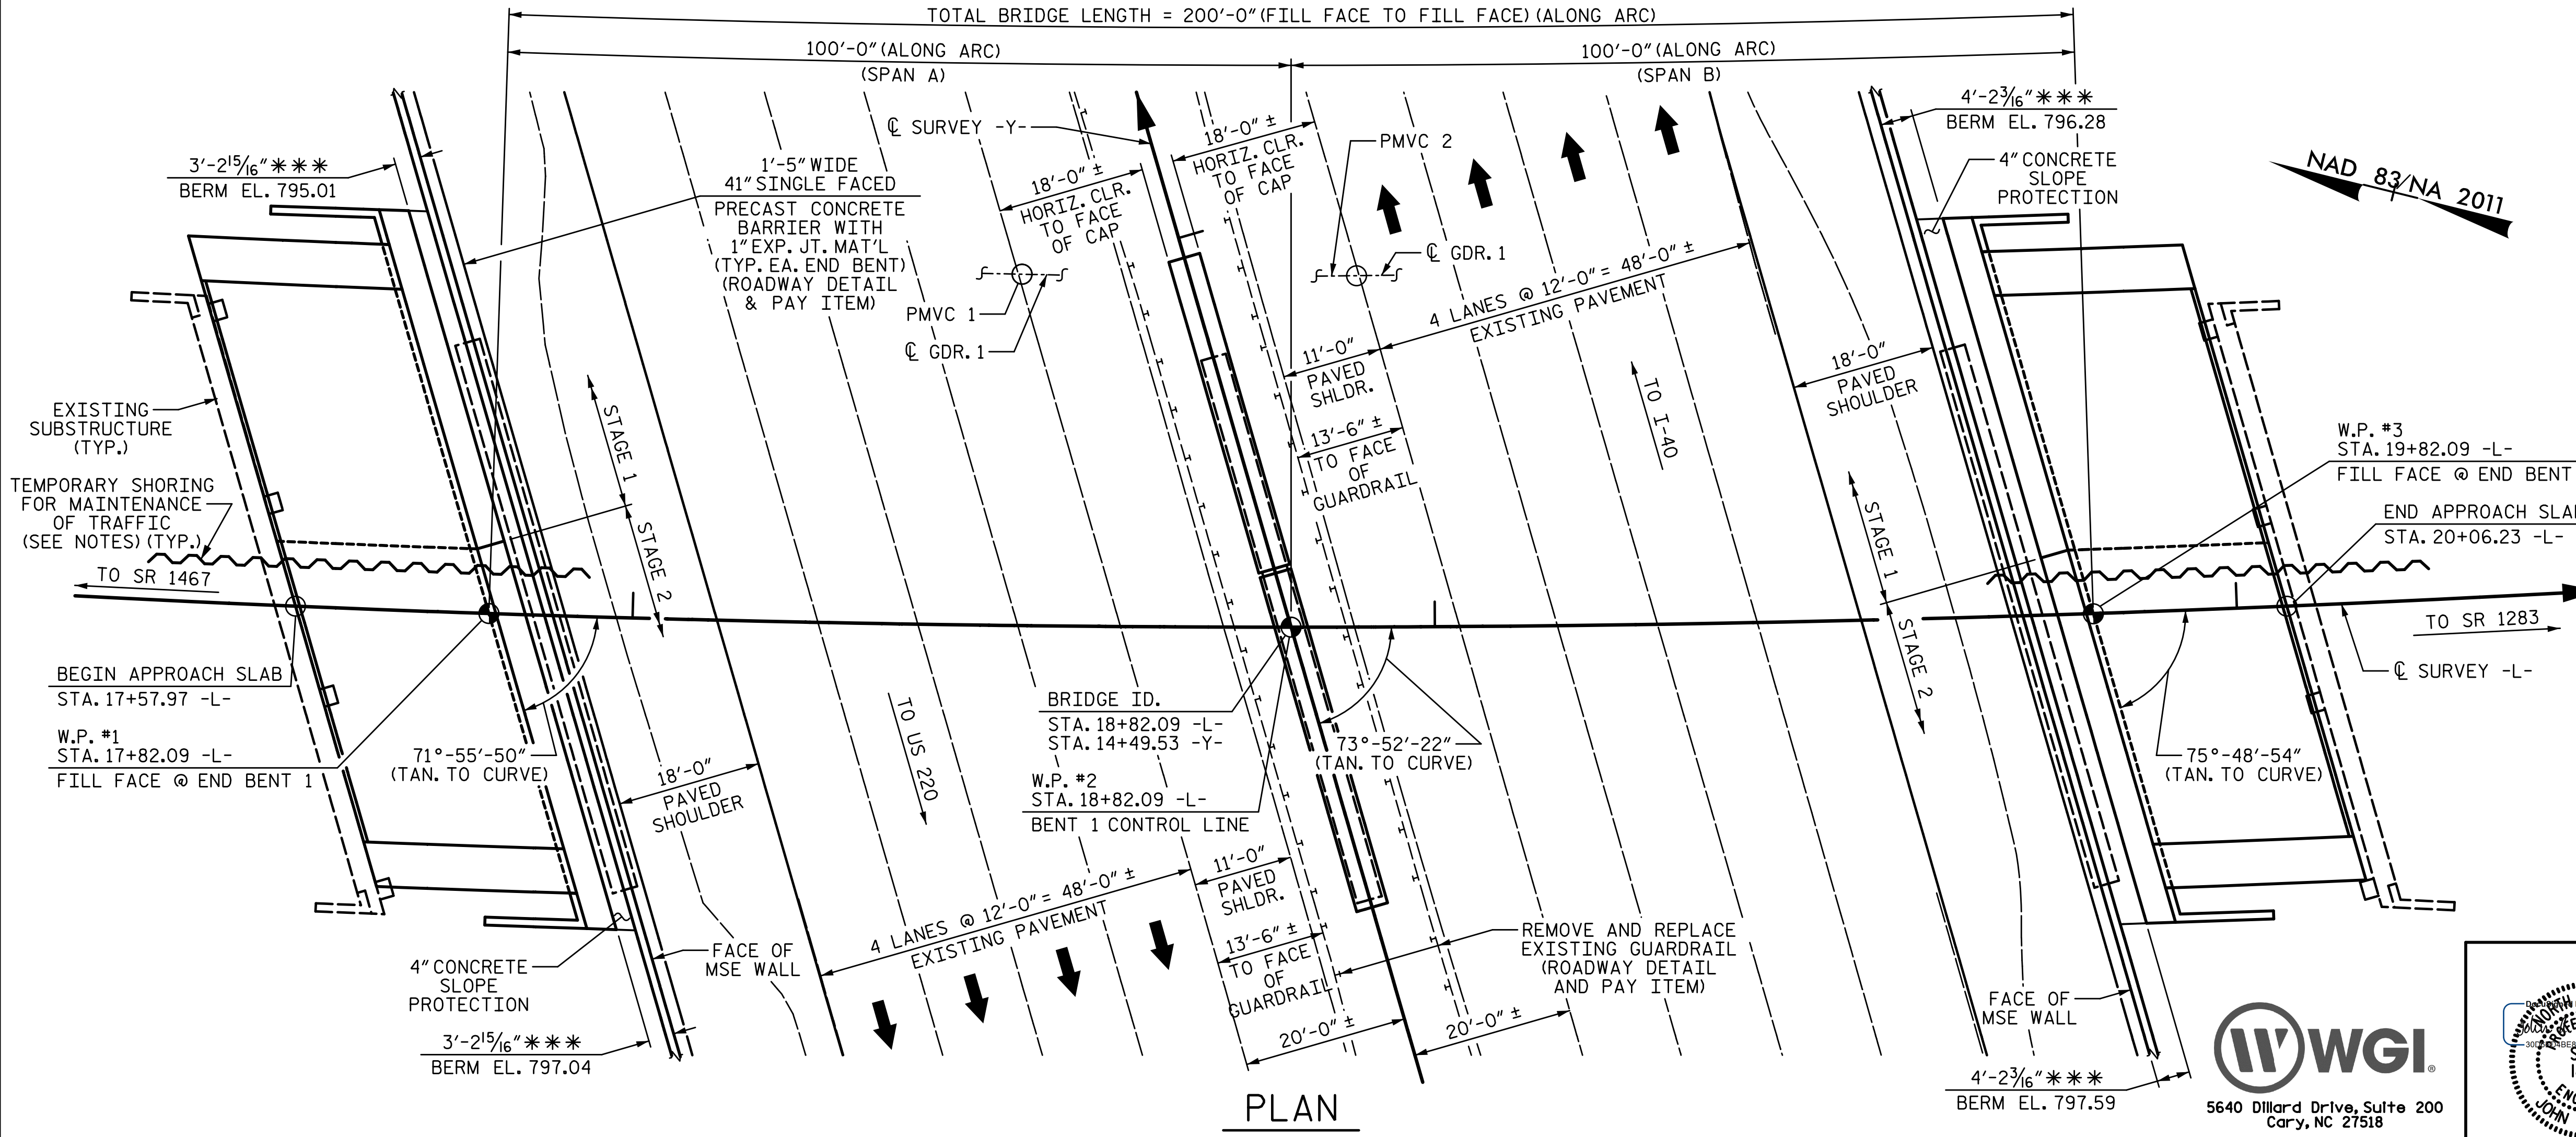 TOTAL BRIDGE LENGTH = 200'-0" (FILL FACE TO FILL FACE) (ALONG ARC)
100'-0" (ALONG ARC)
(SPAN A)
100'-0" (ALONG ARC)
(SPAN B)
3'-2 15/16" ***
BERM EL. 795.01
1'-5" WIDE
41" SINGLE FACED
PRECAST CONCRETE
BARRIER WITH
1" EXP. JT. MAT'L
(TYP. EA. END BENT)
(ROADWAY DETAIL
& PAY ITEM)
℄ SURVEY -Y-
18'-0" ±
HORIZ. CLR.
TO FACE
OF CAP
18'-0" ±
HORIZ. CLR.
TO FACE
OF CAP
PMVC 2
℄ GDR. 1
PMVC 1
℄ GDR. 1
4'-2 3/16" ***
BERM EL. 796.28
4" CONCRETE
SLOPE
PROTECTION
NAD 83/NA 2011
4 LANES @ 12'-0" = 48'-0" ±
EXISTING PAVEMENT
11'-0"
PAVED
SHLDR.
13'-6" ±
TO FACE
OF
GUARDRAIL
TO I-40
18'-0"
PAVED
SHOULDER
EXISTING
SUBSTRUCTURE
(TYP.)
TEMPORARY SHORING
FOR MAINTENANCE
OF TRAFFIC
(SEE NOTES) (TYP.)
TO SR 1467
STAGE 1
STAGE 2
STAGE 1
STAGE 2
W.P. #3
STA. 19+82.09 -L-
FILL FACE @ END BENT
END APPROACH SLA
STA. 20+06.23 -L-
TO SR 1283
℄ SURVEY -L-
BEGIN APPROACH SLAB
STA. 17+57.97 -L-
W.P. #1
STA. 17+82.09 -L-
FILL FACE @ END BENT 1
71°-55'-50"
(TAN. TO CURVE)
18'-0"
PAVED
SHOULDER
TO US 220
BRIDGE ID.
STA. 18+82.09 -L-
STA. 14+49.53 -Y-
W.P. #2
STA. 18+82.09 -L-
BENT 1 CONTROL LINE
73°-52'-22"
(TAN. TO CURVE)
75°-48'-54"
(TAN. TO CURVE)
4" CONCRETE
SLOPE
PROTECTION
FACE OF
MSE WALL
4 LANES @ 12'-0" = 48'-0" ±
EXISTING PAVEMENT
11'-0"
PAVED
SHLDR.
13'-6" ±
TO FACE
OF
GUARDRAIL
20'-0" ±
20'-0" ±
REMOVE AND REPLACE
EXISTING GUARDRAIL
(ROADWAY DETAIL
AND PAY ITEM)
FACE OF
MSE WALL
3'-2 15/16" ***
BERM EL. 797.04
4'-2 3/16" ***
BERM EL. 797.59
PLAN
WGI®
5640 Dillard Drive, Suite 200
Cary, NC 27518
NORTH
JOHN